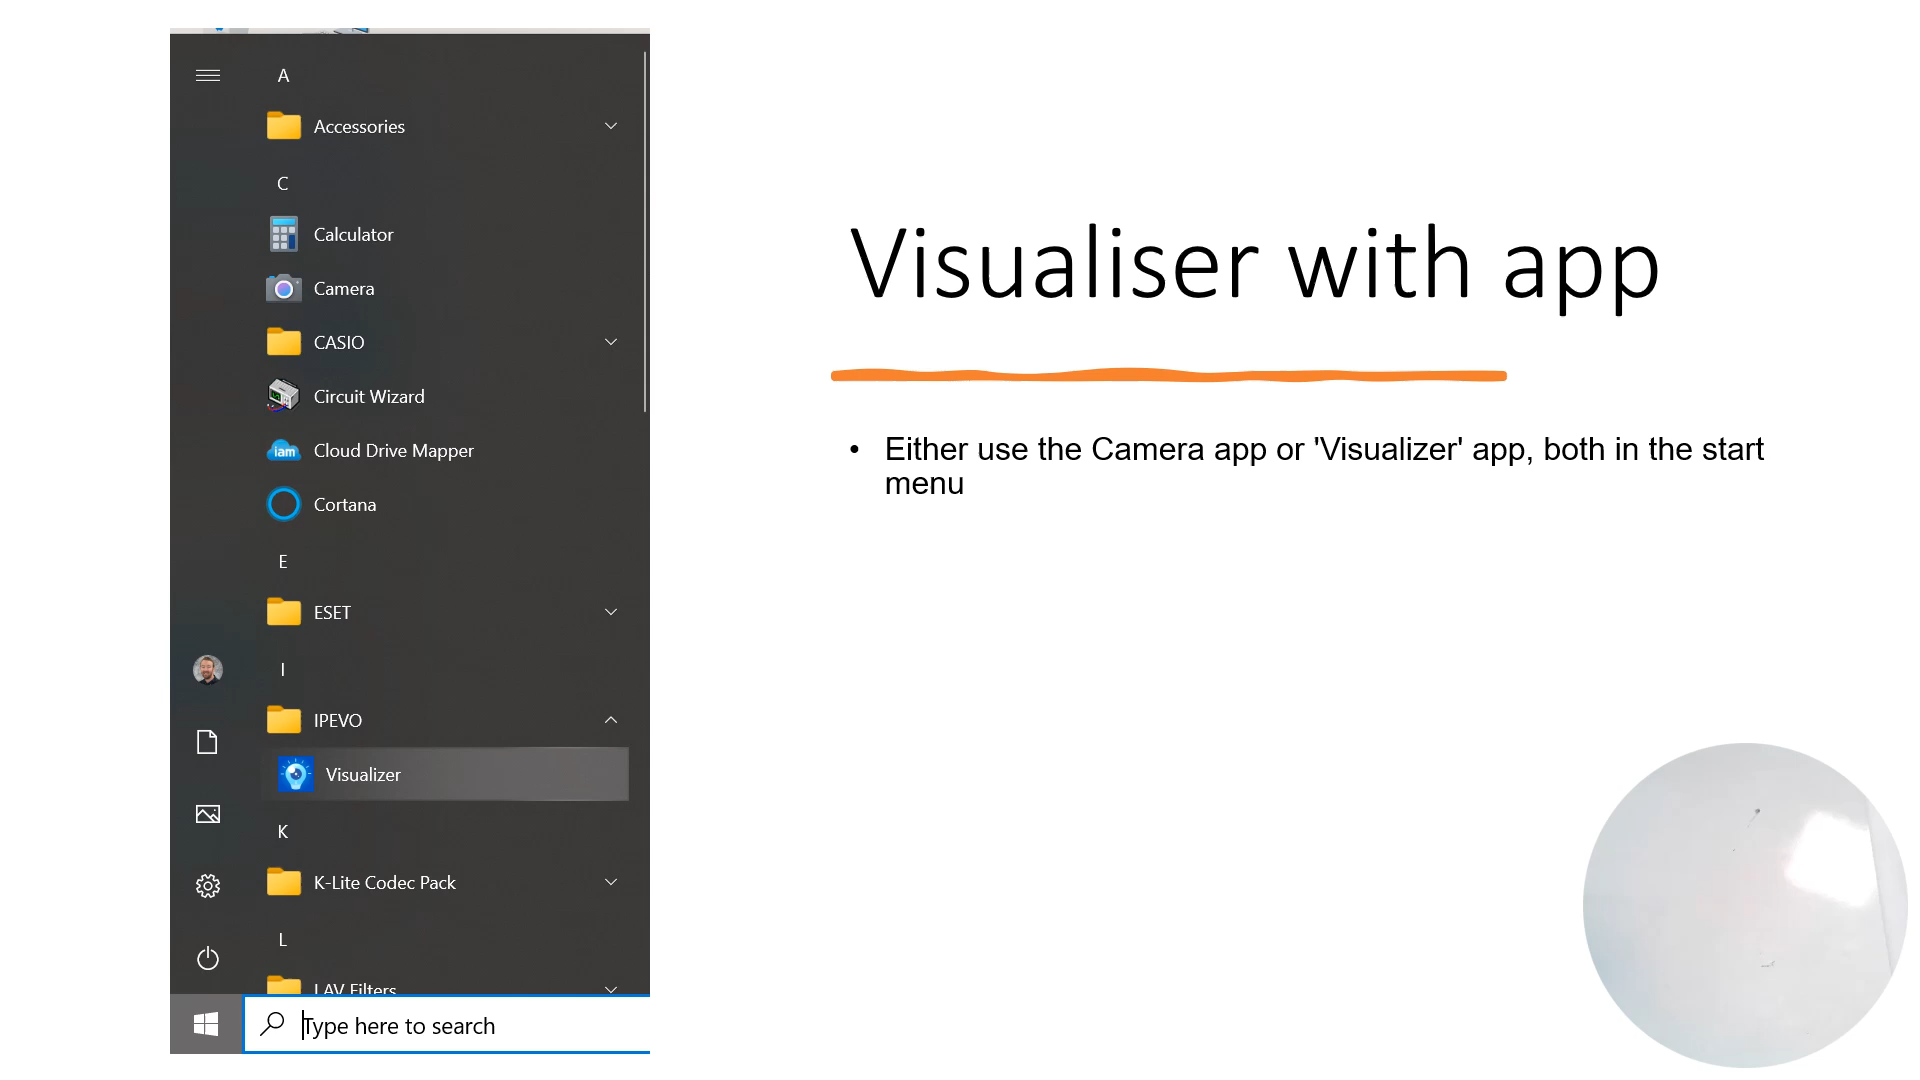 A
Accessories
C
Calculator
Camera
CASIO
Circuit Wizard
iam
Cloud Drive Mapper
Cortana
E
ESET
I
IPEVO
Visualizer
K
K-Lite Codec Pack
L
LAV Filters
Type here to search
Visualiser with app
• Either use the Camera app or 'Visualizer' app, both in the start
menu